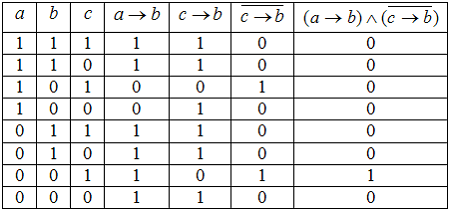 a b c a → b c → b \overline{c → b} (a → b) ∧ (\overline{c → b})
1 1 1 1 1 0 0
1 1 0 1 1 0 0
1 0 1 0 0 1 0
1 0 0 0 1 0 0
0 1 1 1 1 0 0
0 1 0 1 1 0 0
0 0 1 1 0 1 1
0 0 0 1 1 0 0